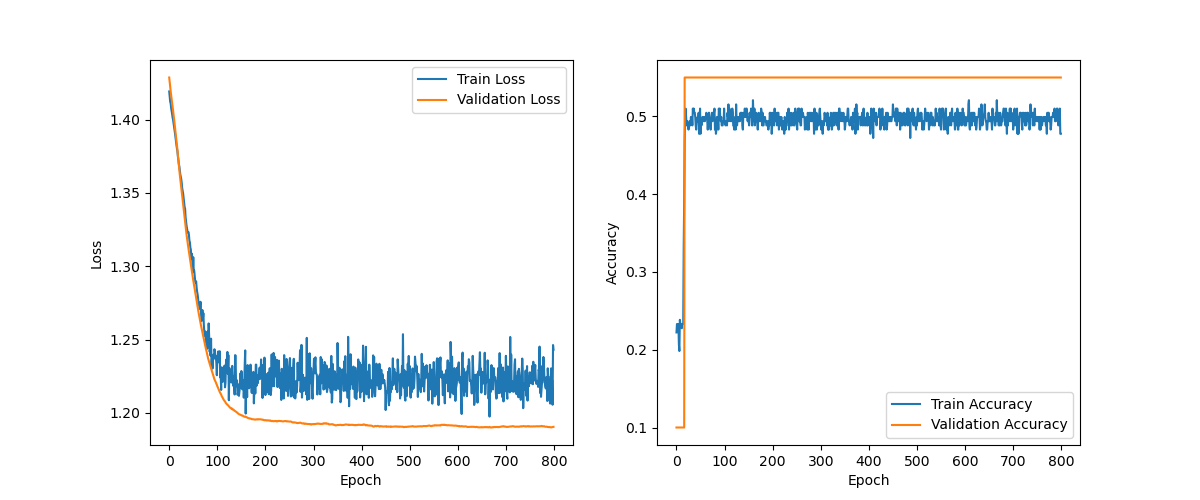 Train Loss
Validation Loss
1.40
1.35
1.30
1.25
1.20
Loss
0 100 200 300 400 500 600 700 800
Epoch
0.5
0.4
0.3
0.2
0.1
Accuracy
Train Accuracy
Validation Accuracy
0 100 200 300 400 500 600 700 800
Epoch